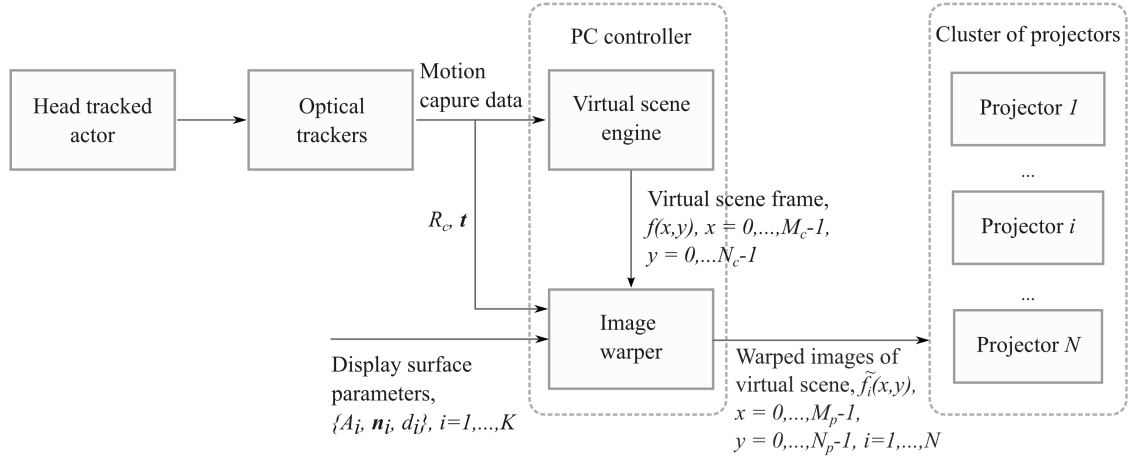 Head tracked
actor
Optical
trackers
Motion
capure data
R_c, t
PC controller
Virtual scene
engine
Virtual scene frame,
f(x,y), x = 0,...,M_c-1,
y = 0,...N_c-1
Image
warper
Display surface
parameters,
{A_i, n_i, d_i}, i=1,...,K
Warped images of
virtual scene, f̃_i(x,y),
x = 0,...,M_p-1,
y = 0,...,N_p-1, i=1,...,N
Cluster of projectors
Projector 1
...
Projector i
...
Projector N